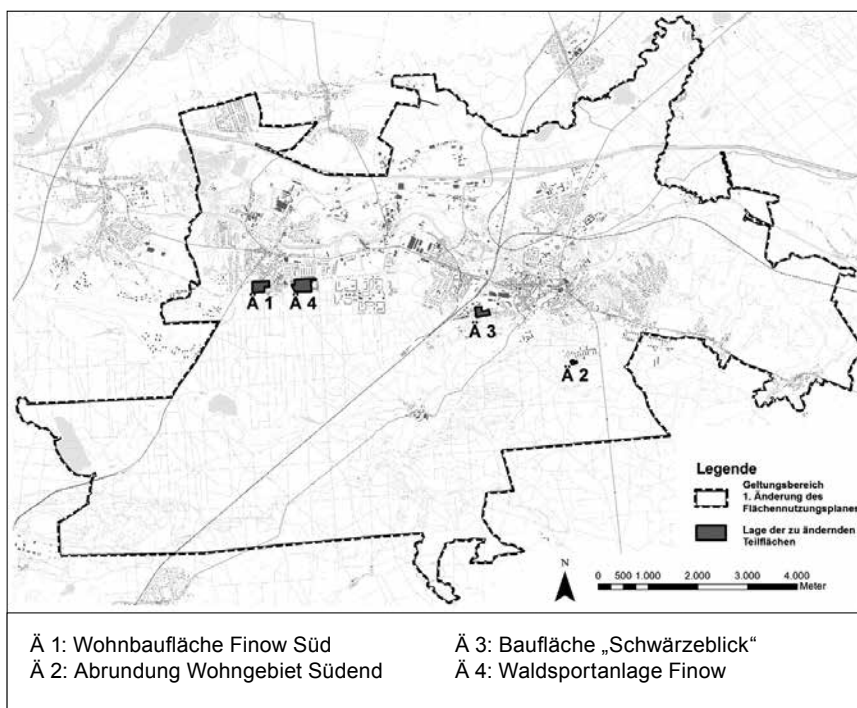 Ä 1
Ä 4
Ä 3
Ä 2
Legende
Geltungsbereich
1. Änderung des
Flächennutzungsplanes
Lage der zu ändernden
Teilflächen
N
0 500 1.000 2.000 3.000 4.000
Meter
Ä 1: Wohnbaufläche Finow Süd
Ä 2: Abrundung Wohngebiet Südend
Ä 3: Baufläche „Schwärzeblick“
Ä 4: Waldsportanlage Finow